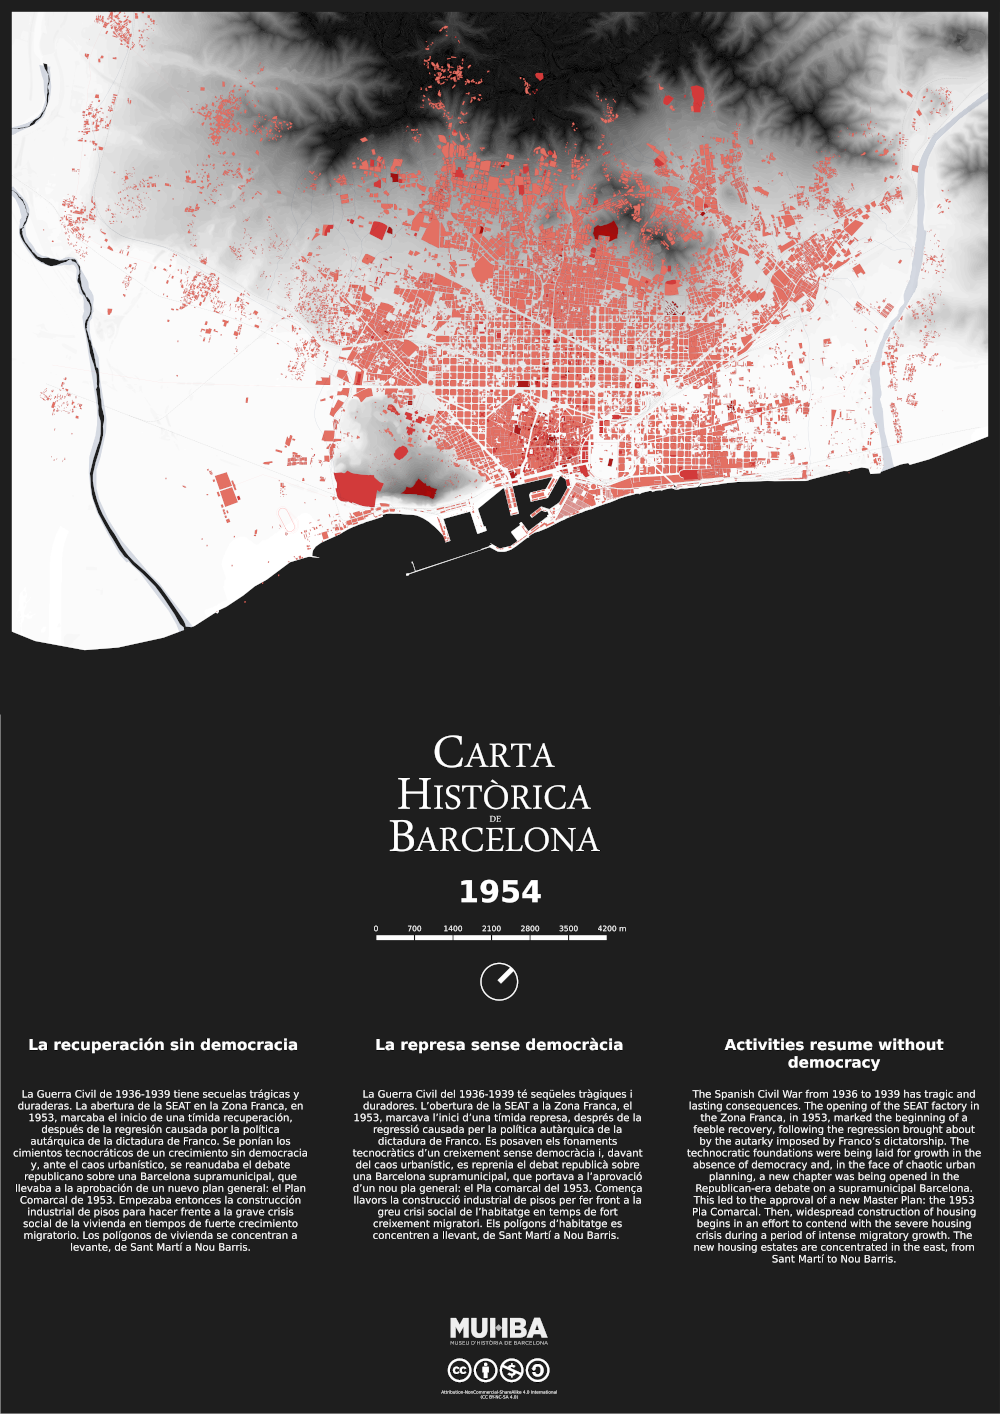 CARTA
HISTÒRICA
DE
BARCELONA
1954
0 700 1400 2100 2800 3500 4200 m
La recuperación sin democracia
La Guerra Civil de 1936-1939 tiene secuelas trágicas y
duraderas. La abertura de la SEAT en la Zona Franca, en
1953, marcaba el inicio de una tímida recuperación,
después de la regresión causada por la política
autárquica de la dictadura de Franco. Se ponían los
cimientos tecnocráticos de un crecimiento sin democracia
y, ante el caos urbanístico, se reanudaba el debate
republicano sobre una Barcelona supramunicipal, que
llevaba a la aprobación de un nuevo plan general: el Plan
Comarcal de 1953. Empezaba entonces la construcción
industrial de pisos para hacer frente a la grave crisis
social de la vivienda en tiempos de fuerte crecimiento
migratorio. Los polígonos de vivienda se concentran a
levante, de Sant Martí a Nou Barris.
La represa sense democràcia
La Guerra Civil del 1936-1939 té seqüeles tràgiques i
duradores. L'obertura de la SEAT a la Zona Franca, el
1953, marcava l'inici d'una tímida represa, després de la
regressió causada per la política autàrquica de la
dictadura de Franco. Es posaven els fonaments
tecnocràtics d'un creixement sense democràcia i, davant
del caos urbanístic, es reprenia el debat republicà sobre
una Barcelona supramunicipal, que portava a l'aprovació
d'un nou pla general: el Pla comarcal del 1953. Comença
llavors la construcció industrial de pisos per fer front a la
greu crisi social de l'habitatge en temps de fort
creixement migratori. Els polígons d'habitatge es
concentren a llevant, de Sant Martí a Nou Barris.
Activities resume without
democracy
The Spanish Civil War from 1936 to 1939 has tragic and
lasting consequences. The opening of the SEAT factory in
the Zona Franca, in 1953, marked the beginning of a
feeble recovery, following the regression brought about
by the autarky imposed by Franco's dictatorship. The
technocratic foundations were being laid for growth in the
absence of democracy and, in the face of chaotic urban
planning, a new chapter was being opened in the
Republican-era debate on a supramunicipal Barcelona.
This led to the approval of a new Master Plan: the 1953
Pla Comarcal. Then, widespread construction of housing
begins in an effort to contend with the severe housing
crisis during a period of intense migratory growth. The
new housing estates are concentrated in the east, from
Sant Martí to Nou Barris.
MUHBA
MUSEU D'HISTÒRIA DE BARCELONA
cc
Attribution-NonCommercial-ShareAlike 4.0 International
(CC BY-NC-SA 4.0)